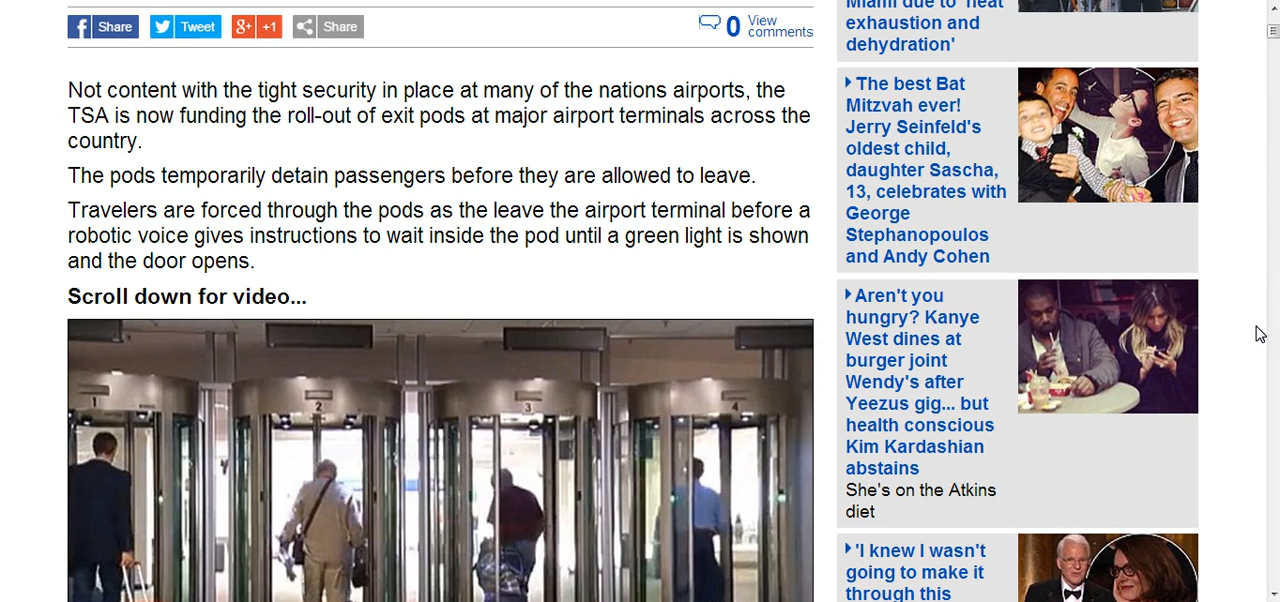 Share
Tweet
+1
Share
0 View comments
Not content with the tight security in place at many of the nations airports, the
TSA is now funding the roll-out of exit pods at major airport terminals across the
country.
The pods temporarily detain passengers before they are allowed to leave.
Travelers are forced through the pods as the leave the airport terminal before a
robotic voice gives instructions to wait inside the pod until a green light is shown
and the door opens.
Scroll down for video...
1
2
3
4
Miami due to 'heat
exhaustion and
dehydration'
The best Bat
Mitzvah ever!
Jerry Seinfeld's
oldest child,
daughter Sascha,
13, celebrates with
George
Stephanopoulos
and Andy Cohen
Aren't you
hungry? Kanye
West dines at
burger joint
Wendy's after
Yeezus gig... but
health conscious
Kim Kardashian
abstains
She's on the Atkins
diet
'I knew I wasn't
going to make it
through this